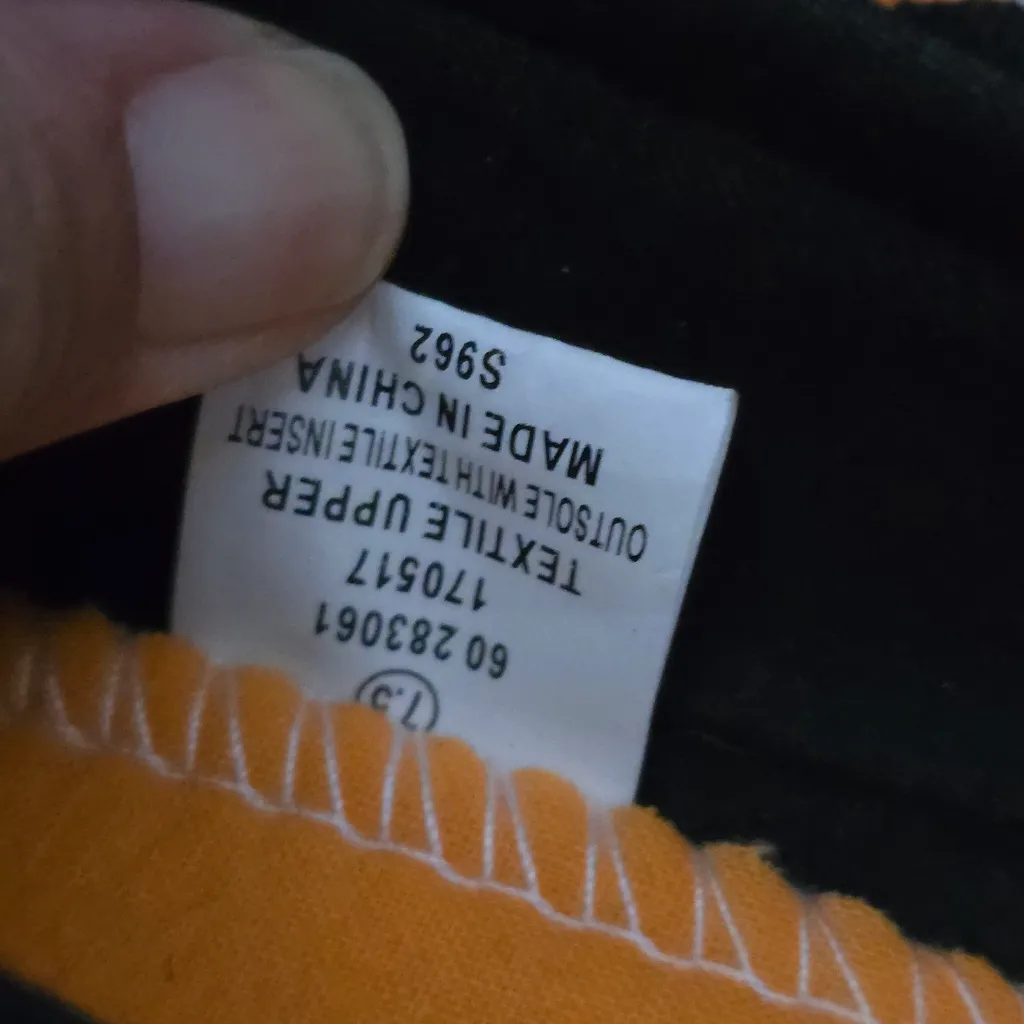 7.5
60 283061
170517
TEXTILE UPPER
OUTSOLE WITH TEXTILE INSERT
MADE IN CHINA
S962